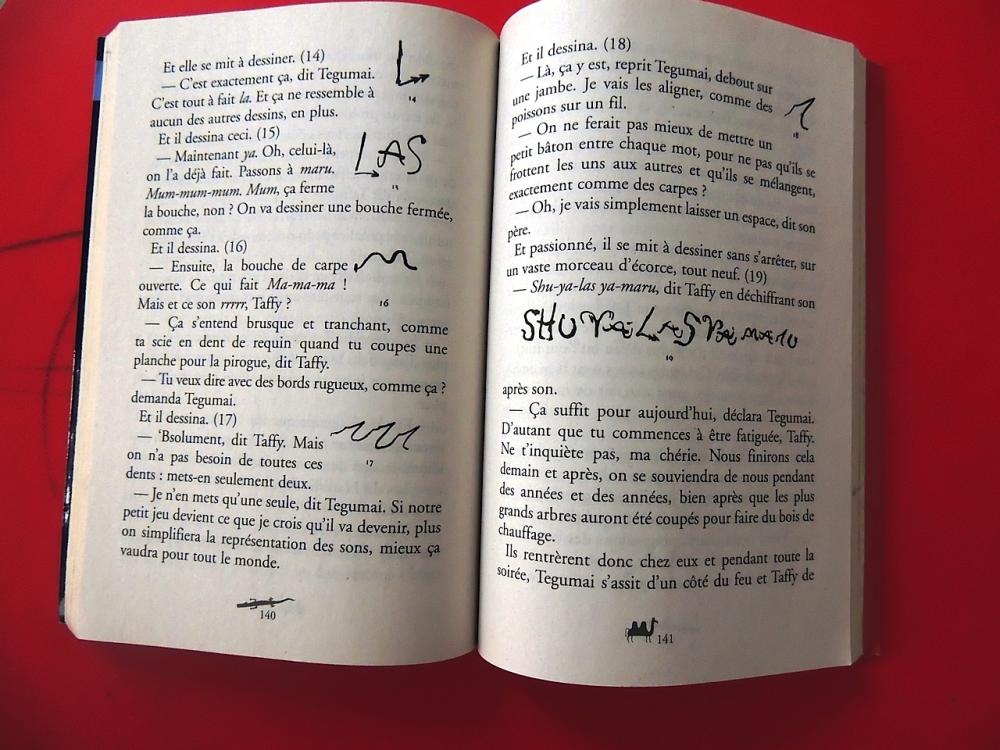 Et elle se mit à dessiner. (14)
— C'est exactement ça, dit Tegumai.
C'est tout à fait la. Et ça ne ressemble à
aucun des autres dessins, en plus.
Et il dessina ceci. (15)
— Maintenant ya. Oh, celui-là,
on l'a déjà fait. Passons à maru.
Mum-mum-mum. Mum, ça ferme
la bouche, non ? On va dessiner une bouche fermée,
comme ça.
Et il dessina. (16)
— Ensuite, la bouche de carpe
ouverte. Ce qui fait Ma-ma-ma !
Mais et ce son rrrrr, Taffy ?
— Ça s'entend brusque et tranchant, comme
ta scie en dent de requin quand tu coupes une
planche pour la pirogue, dit Taffy.
— Tu veux dire avec des bords rugueux, comme ça ?
demanda Tegumai.
Et il dessina. (17)
— 'Bsolument, dit Taffy. Mais
on n'a pas besoin de toutes ces
dents : mets-en seulement deux.
— Je n'en mets qu'une seule, dit Tegumai. Si notre
petit jeu devient ce que je crois qu'il va devenir, plus
on simplifiera la représentation des sons, mieux ça
vaudra pour tout le monde.
14
LAS
15
16
17
140
Et il dessina. (18)
— Là, ça y est, reprit Tegumai, debout sur
une jambe. Je vais les aligner, comme des
poissons sur un fil.
18
— On ne ferait pas mieux de mettre un
petit bâton entre chaque mot, pour ne pas qu'ils se
frottent les uns aux autres et qu'ils se mélangent,
exactement comme des carpes ?
— Oh, je vais simplement laisser un espace, dit son
père.
Et passionné, il se mit à dessiner sans s'arrêter, sur
un vaste morceau d'écorce, tout neuf. (19)
— Shu-ya-las ya-maru, dit Taffy en déchiffrant son
SHU YA LAS YA MARU
19
après son.
— Ça suffit pour aujourd'hui, déclara Tegumai.
D'autant que tu commences à être fatiguée, Taffy.
Ne t'inquiète pas, ma chérie. Nous finirons cela
demain et après, on se souviendra de nous pendant
des années et des années, bien après que les plus
grands arbres auront été coupés pour faire du bois de
chauffage.
Ils rentrèrent donc chez eux et pendant toute la
soirée, Tegumai s'assit d'un côté du feu et Taffy de
141